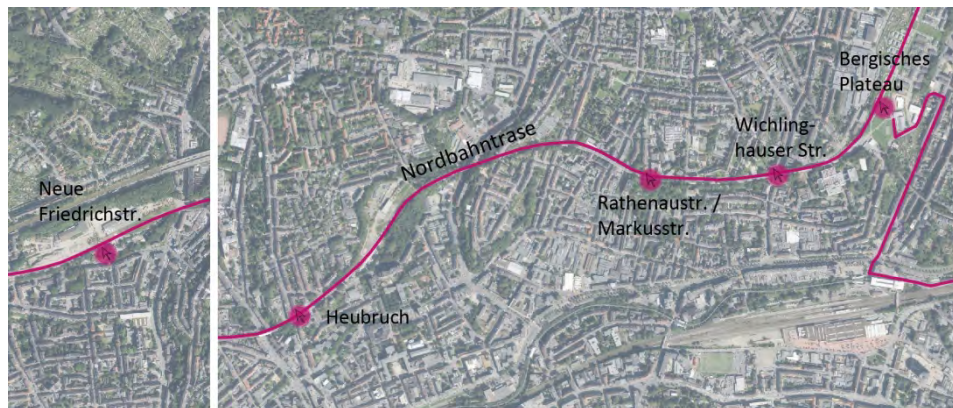 Neue
Friedrichstr.
Nordbahntrase
Heubruch
Rathenaustr. /
Markusstr.
Wichling-
hauser Str.
Bergisches
Plateau